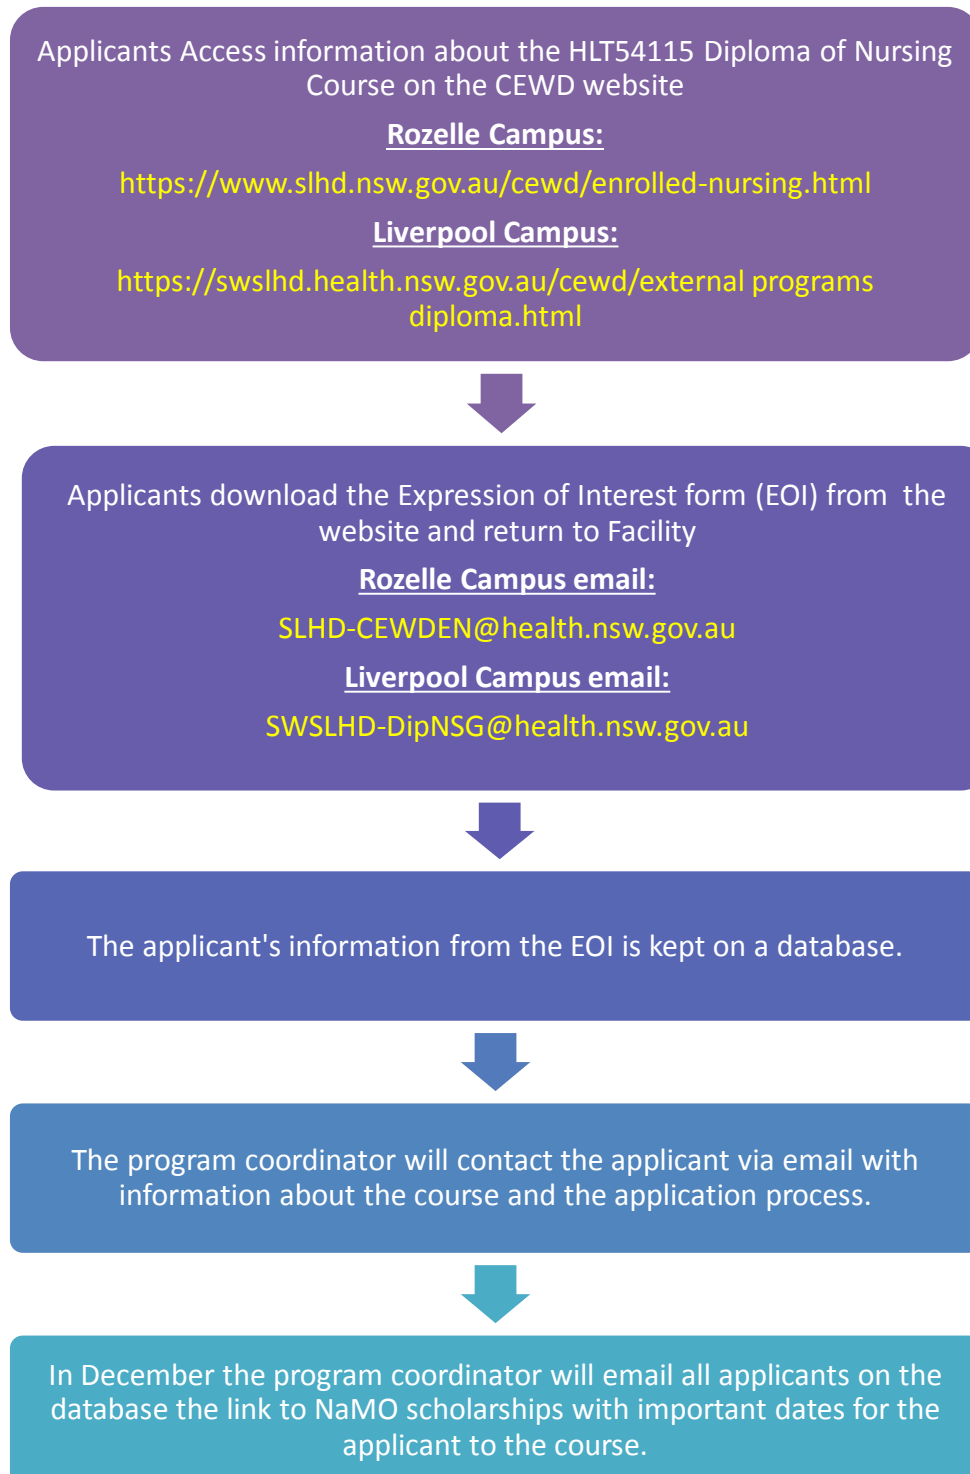 Applicants Access information about the HLT54115 Diploma of Nursing
Course on the CEWD website
Rozelle Campus:
https://www.slhd.nsw.gov.au/cewd/enrolled-nursing.html
Liverpool Campus:
https://swslhd.health.nsw.gov.au/cewd/external programs
diploma.html
Applicants download the Expression of Interest form (EOI) from the
website and return to Facility
Rozelle Campus email:
SLHD-CEWDEN@health.nsw.gov.au
Liverpool Campus email:
SWSLHD-DipNSG@health.nsw.gov.au
The applicant's information from the EOI is kept on a database.
The program coordinator will contact the applicant via email with
information about the course and the application process.
In December the program coordinator will email all applicants on the
database the link to NaMO scholarships with important dates for the
applicant to the course.